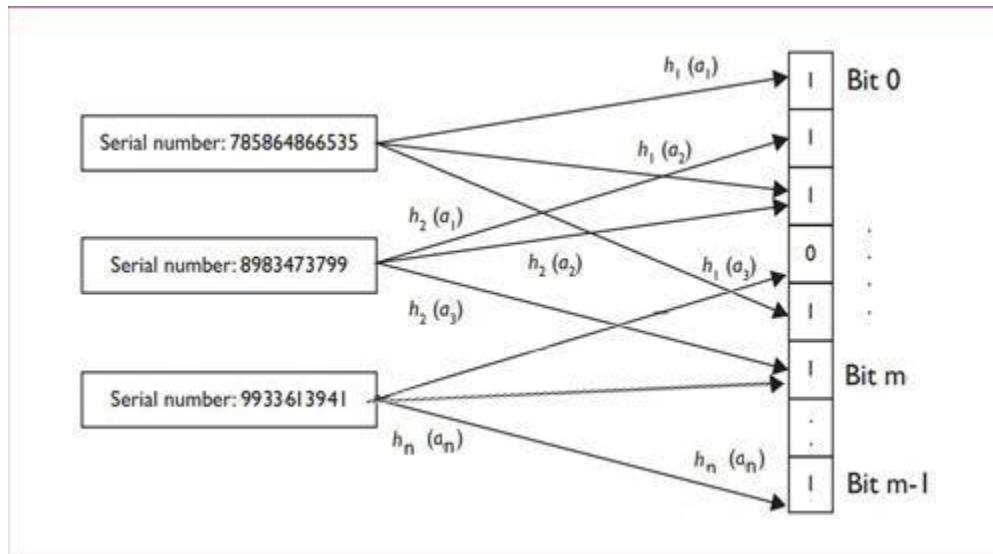 h₁ (a₁)
1
Bit 0
Serial number: 785864866535
h₁ (a₂)
1
1
h₂ (a₁)
0
Serial number: 8983473799
h₂ (a₂)
h₁ (a₃)
h₂ (a₃)
1
1
Bit m
Serial number: 9933613941
hₙ (aₙ)
hₙ (aₙ)
1
Bit m-1